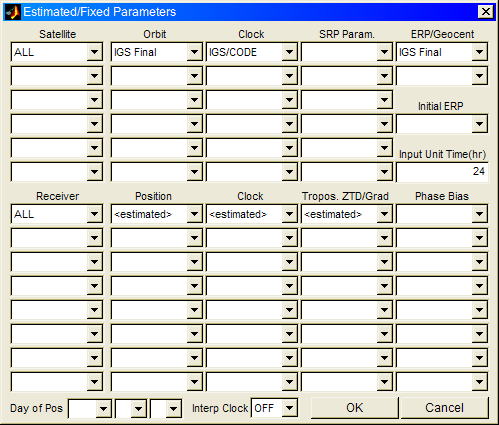 Estimated/Fixed Parameters
Satellite Orbit Clock SRP Param. ERP/Geocent
ALL IGS Final IGS/CODE IGS Final
Initial ERP
Input Unit Time(hr)
24
Receiver Position Clock Tropos. ZTD/Grad Phase Bias
ALL <estimated> <estimated> <estimated>
Day of Pos Interp Clock OFF OK Cancel